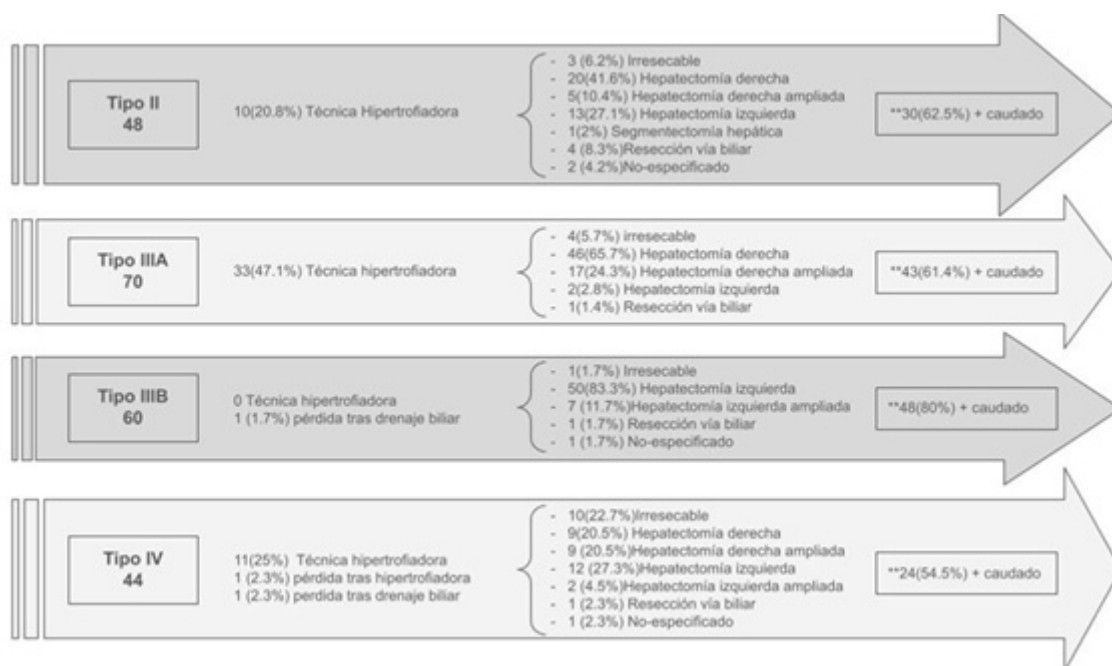 Tipo II
48
10(20.8%) Técnica Hipertrofiadora
- 3 (6.2%) Irresecable
- 20(41.6%) Hepatectomía derecha
- 5(10.4%) Hepatectomía derecha ampliada
- 13(27.1%) Hepatectomía izquierda
- 1(2%) Segmentectomía hepática
- 4 (8.3%)Resección vía biliar
- 2 (4.2%)No-especificado
**30(62.5%) + caudado
Tipo IIIA
70
33(47.1%) Técnica hipertrofiadora
- 4(5.7%) irresecable
- 46(65.7%) Hepatectomía derecha
- 17(24.3%) Hepatectomía derecha ampliada
- 2(2.8%) Hepatectomía izquierda
- 1(1.4%) Resección vía biliar
**43(61.4%) + caudado
Tipo IIIB
60
0 Técnica hipertrofiadora
1 (1.7%) pérdida tras drenaje biliar
- 1(1.7%) Irresecable
- 50(83.3%) Hepatectomía izquierda
- 7 (11.7%)Hepatectomía izquierda ampliada
- 1 (1.7%) Resección vía biliar
- 1 (1.7%) No-especificado
**48(80%) + caudado
Tipo IV
44
11(25%) Técnica hipertrofiadora
1 (2.3%) pérdida tras hipertrofiadora
1 (2.3%) perdida tras drenaje biliar
- 10(22.7%)Irresecable
- 9(20.5%) Hepatectomía derecha
- 9 (20.5%)Hepatectomía derecha ampliada
- 12 (27.3%)Hepatectomía izquierda
- 2 (4.5%)Hepatectomía izquierda ampliada
- 1 (2.3%) Resección vía biliar
- 1 (2.3%) No-especificado
**24(54.5%) + caudado